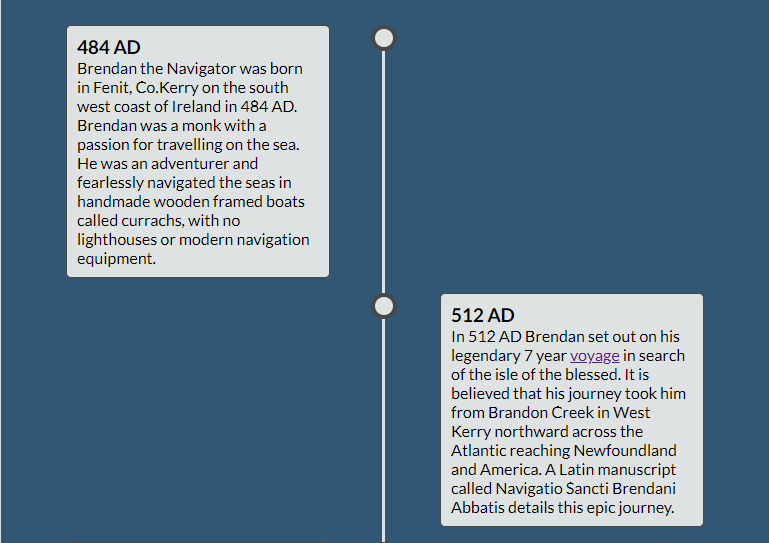 484 AD
Brendan the Navigator was born
in Fenit, Co.Kerry on the south
west coast of Ireland in 484 AD.
Brendan was a monk with a
passion for travelling on the sea.
He was an adventurer and
fearlessly navigated the seas in
handmade wooden framed boats
called currachs, with no
lighthouses or modern navigation
equipment.
512 AD
In 512 AD Brendan set out on his
legendary 7 year voyage in search
of the isle of the blessed. It is
believed that his journey took him
from Brandon Creek in West
Kerry northward across the
Atlantic reaching Newfoundland
and America. A Latin manuscript
called Navigatio Sancti Brendani
Abbatis details this epic journey.